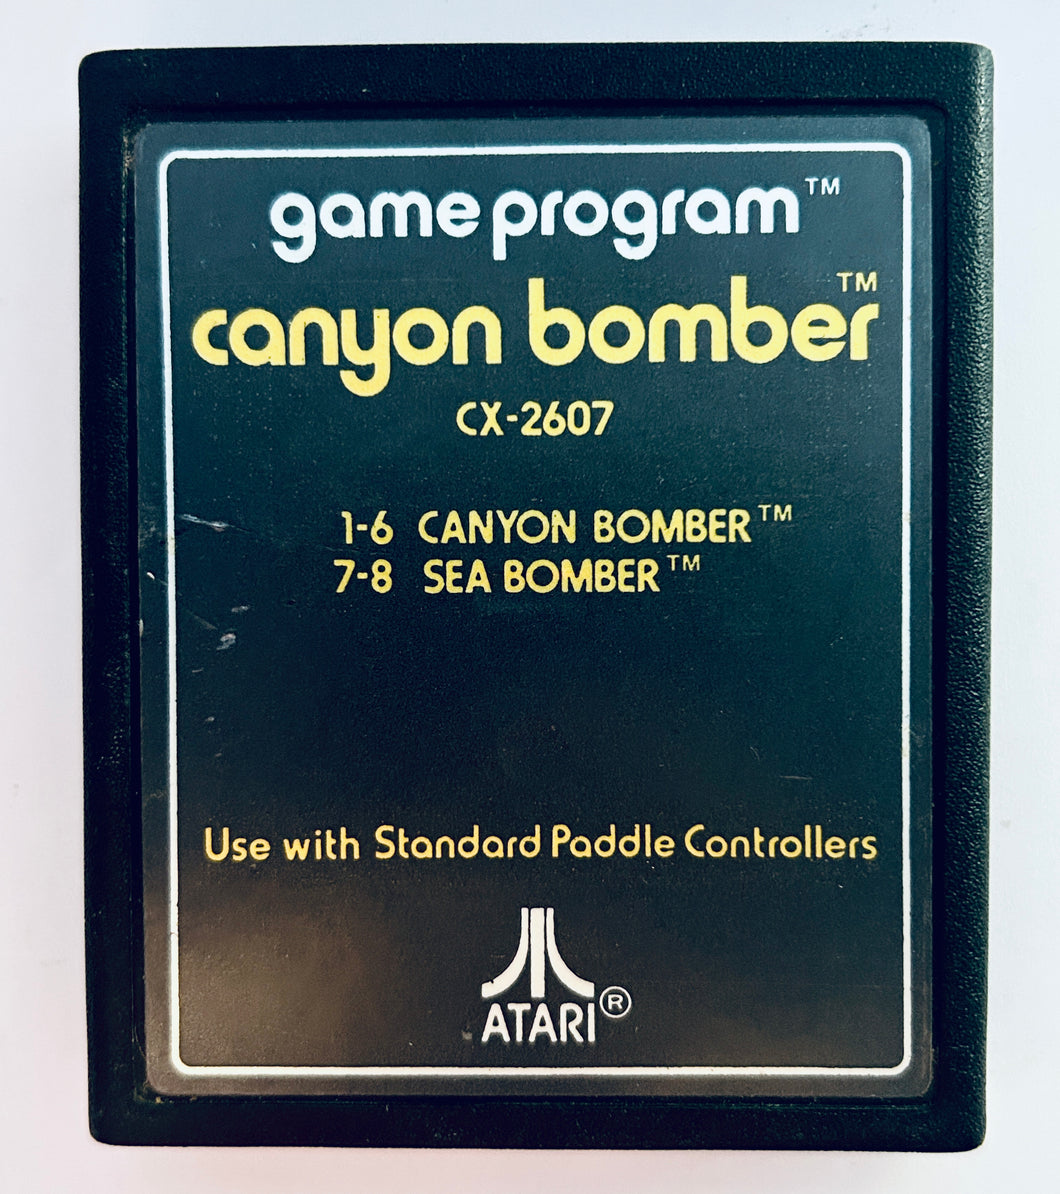 game program™
canyon bomber™
CX-2607
1-6 CANYON BOMBER™
7-8 SEA BOMBER™
Use with Standard Paddle Controllers
ATARI®